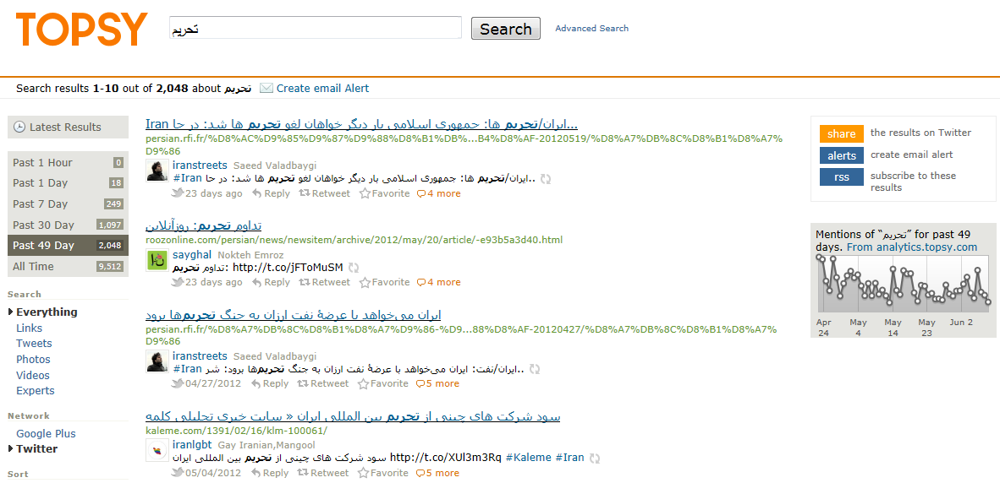 TOPSY
تحریم
Search
Advanced Search
Search results 1-10 out of 2,048 about تحریم
Create email Alert
Latest Results
Past 1 Hour 0
Past 1 Day 18
Past 7 Day 249
Past 30 Day 1,097
Past 49 Day 2,048
All Time 9,512
Search
Everything
Links
Tweets
Photos
Videos
Experts
Network
Google Plus
Twitter
Sort
Iran ایران/تحریم ها: جمهوری اسلامی بار دیگر خواهان لغو تحریم ها شد: در حا...
persian.rfi.fr/%D8%AC%D9%85%D9%87%D9%88%D8%B1%DB%...B4%D8%AF-20120519/%D8%A7%DB%8C%D8%B1%D8%A7%
D9%86
iranstreets Saeed Valadbaygi
#Iran ایران/تحریم ها: جمهوری اسلامی بار دیگر خواهان لغو تحریم ها شد: در حا..
23 days ago Reply Retweet Favorite 4 more
تداوم تحریم: روزآنلاین
roozonline.com/persian/news/newsitem/archive/2012/may/20/article/-e93b5a3d40.html
sayghal Nokteh Emroz
تداوم تحریم: http://t.co/jFToMuSM
23 days ago Reply Retweet Favorite 4 more
ایران می‌خواهد با عرضۀ نفت ارزان به جنگ تحریم‌ها برود
persian.rfi.fr/%D8%A7%DB%8C%D8%B1%D8%A7%D9%86-%D9...88%D8%AF-20120427/%D8%A7%DB%8C%D8%B1%D8%A7%
D9%86
iranstreets Saeed Valadbaygi
#Iran ایران/نفت: ایران می‌خواهد با عرضۀ نفت ارزان به جنگ تحریم‌ها برود: شر..
04/27/2012 Reply Retweet Favorite 5 more
سود شرکت های چینی از تحریم بین المللی ایران « سایت خبری تحلیلی کلمه
kaleme.com/1391/02/16/klm-100061/
iranlgbt Gay Iranian,Mangool
سود شرکت های چینی از تحریم بین المللی ایران http://t.co/XUl3m3Rq #Kaleme #Iran
05/04/2012 Reply Retweet Favorite 5 more
share the results on Twitter
alerts create email alert
rss subscribe to these
results
Mentions of “تحریم” for past 49
days. From analytics.topsy.com
Apr May May May Jun 2
24 4 14 23